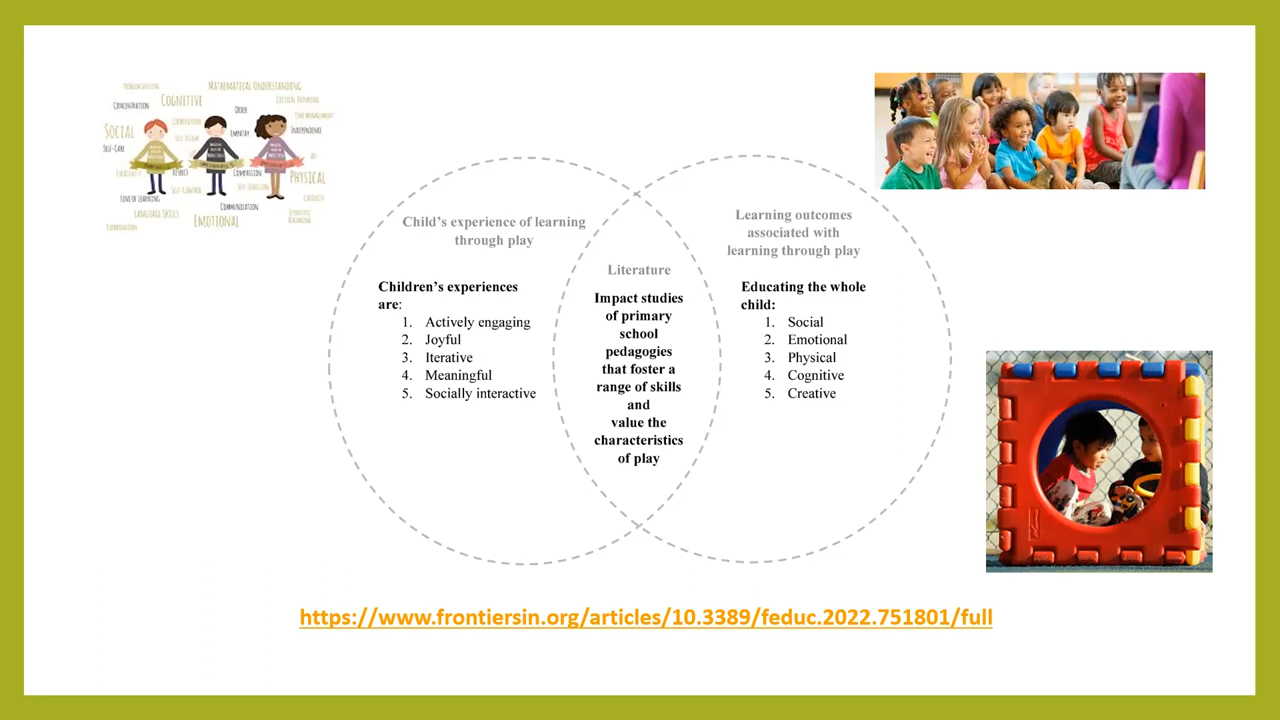 MATHEMATICAL UNDERSTANDING
COGNITIVE
CONCENTRATION
ORDER
SOCIAL
EMPATHY
INDEPENDENCE
SELF-CARE
RESPECT
COMPASSION
PHYSICAL
SELF-CONTROL
LOVE OF LEARNING
COMMUNICATION
LANGUAGE SKILLS
EMOTIONAL
Child's experience of learning
through play
Children's experiences
are:
1. Actively engaging
2. Joyful
3. Iterative
4. Meaningful
5. Socially interactive
Literature
Impact studies
of primary
school
pedagogies
that foster a
range of skills
and
value the
characteristics
of play
Learning outcomes
associated with
learning through play
Educating the whole
child:
1. Social
2. Emotional
3. Physical
4. Cognitive
5. Creative
https://www.frontiersin.org/articles/10.3389/feduc.2022.751801/full